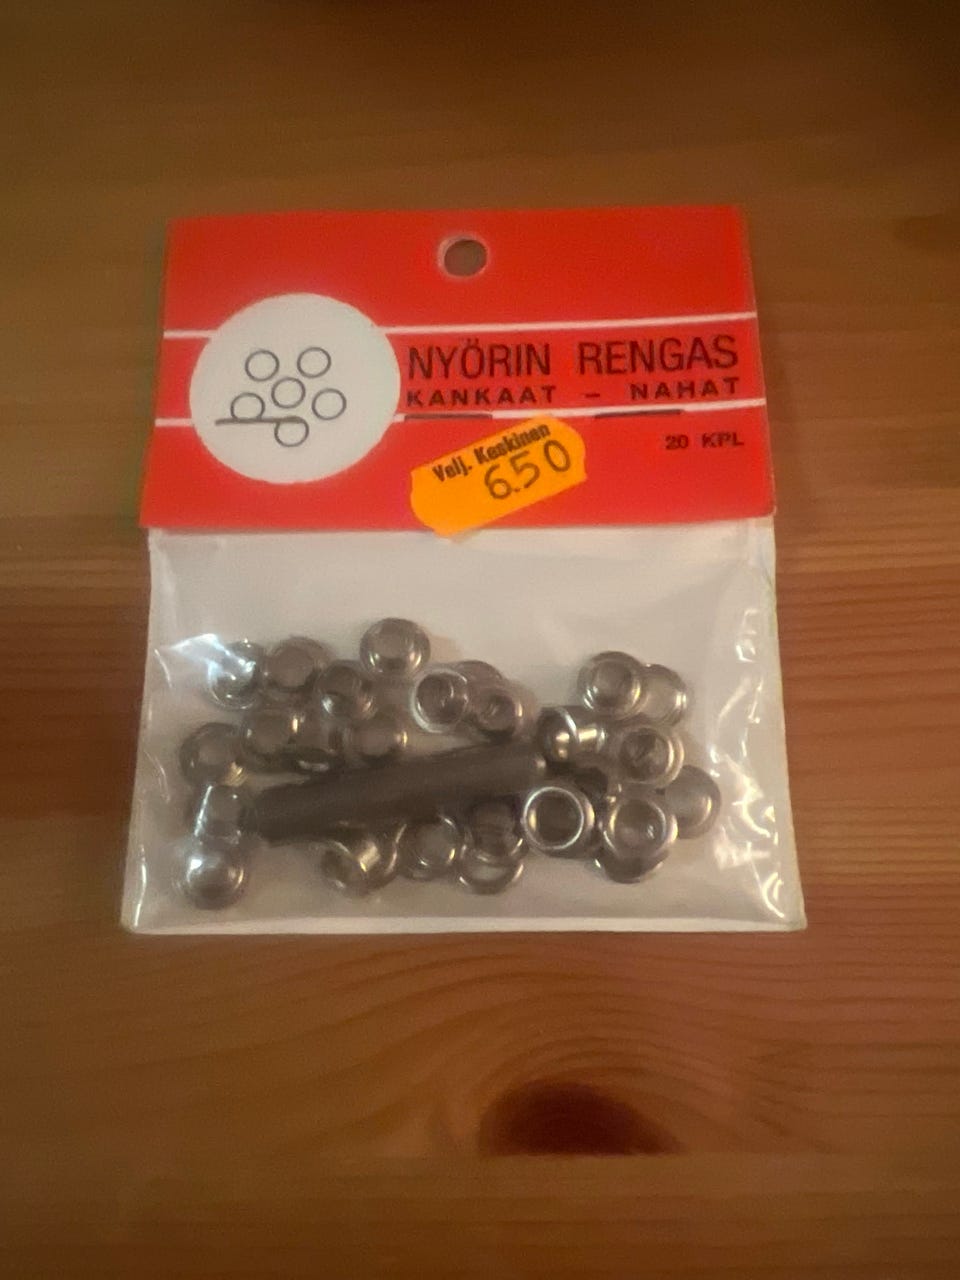 NYÖRIN RENGAS
KANKAAT – NAHAT
20 KPL
Velj. Keskinen
6.50